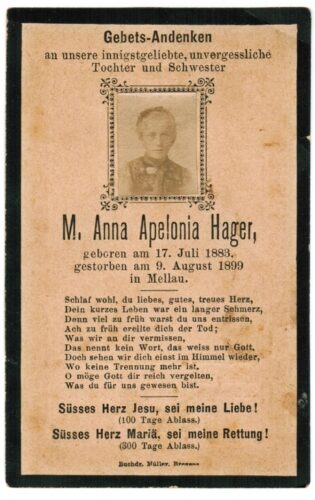 Gebets-Andenken
an unsere innigstgeliebte, unvergessliche
Tochter und Schwester
M. Anna Apelonia Hager,
geboren am 17. Juli 1883.
gestorben am 9. August 1899
in Mellau.
Schlaf wohl, du liebes, gutes, treues Herz,
Dein kurzes Leben war ein langer Schmerz,
Denn viel zu früh warst du uns entrissen,
Ach zu früh ereilte dich der Tod;
Was wir an dir vermissen,
Das nennt kein Wort, das weiss nur Gott.
Doch sehen wir dich einst im Himmel wieder,
Wo keine Trennung mehr ist.
O möge Gott dir reich vergelten,
Was du für uns gewesen bist.
Süsses Herz Jesu, sei meine Liebe!
(100 Tage Ablass.)
Süsses Herz Mariä, sei meine Rettung!
(300 Tage Ablass.)
Buchdr. Müller,